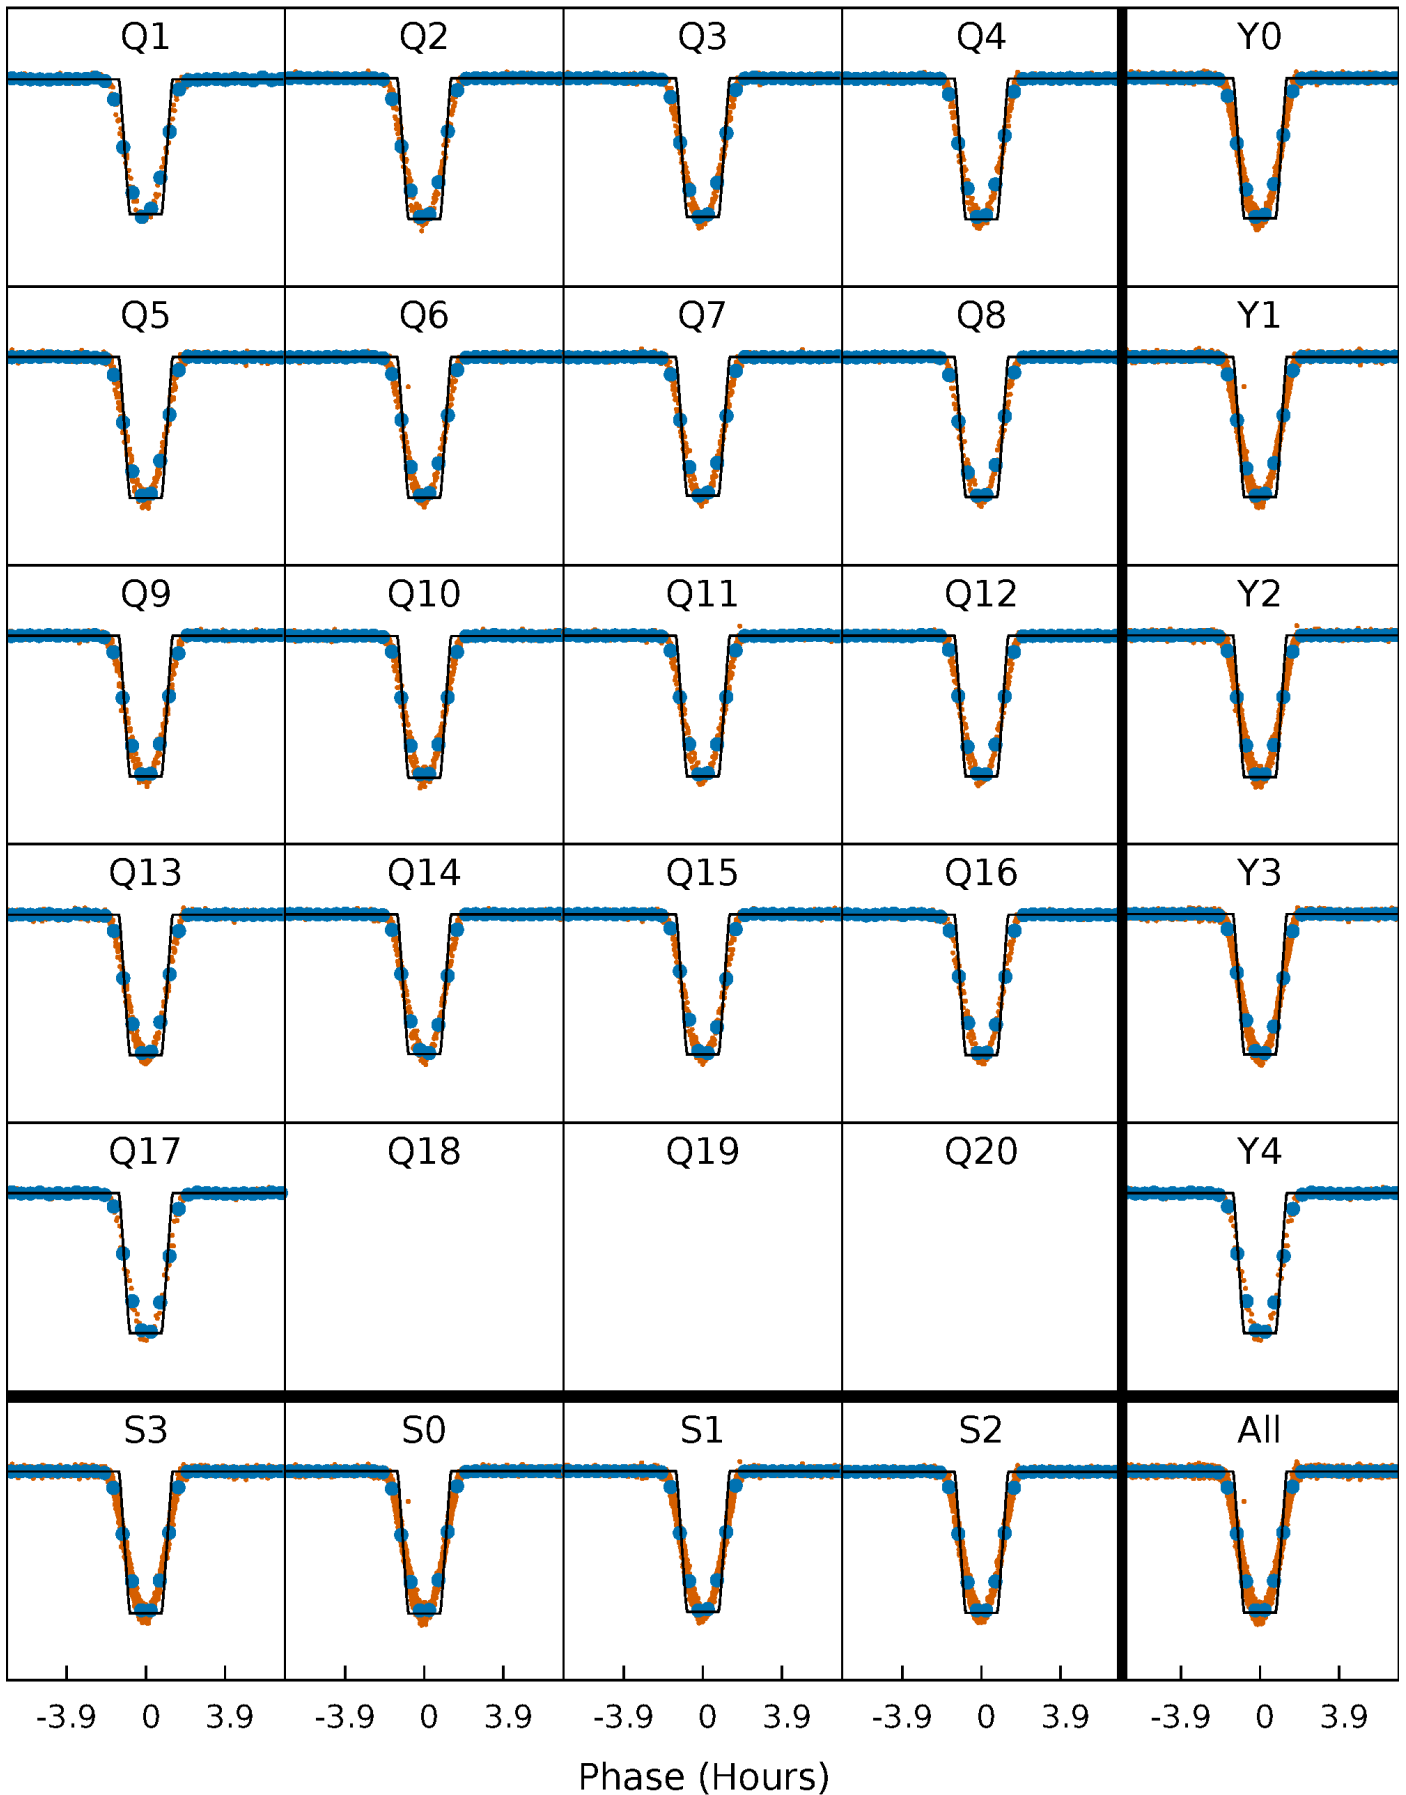 Q1 Q2 Q3 Q4 Y0
Q5 Q6 Q7 Q8 Y1
Q9 Q10 Q11 Q12 Y2
Q13 Q14 Q15 Q16 Y3
Q17 Q18 Q19 Q20 Y4
S3 S0 S1 S2 All
-3.9 0 3.9 -3.9 0 3.9 -3.9 0 3.9 -3.9 0 3.9 -3.9 0 3.9
Phase (Hours)